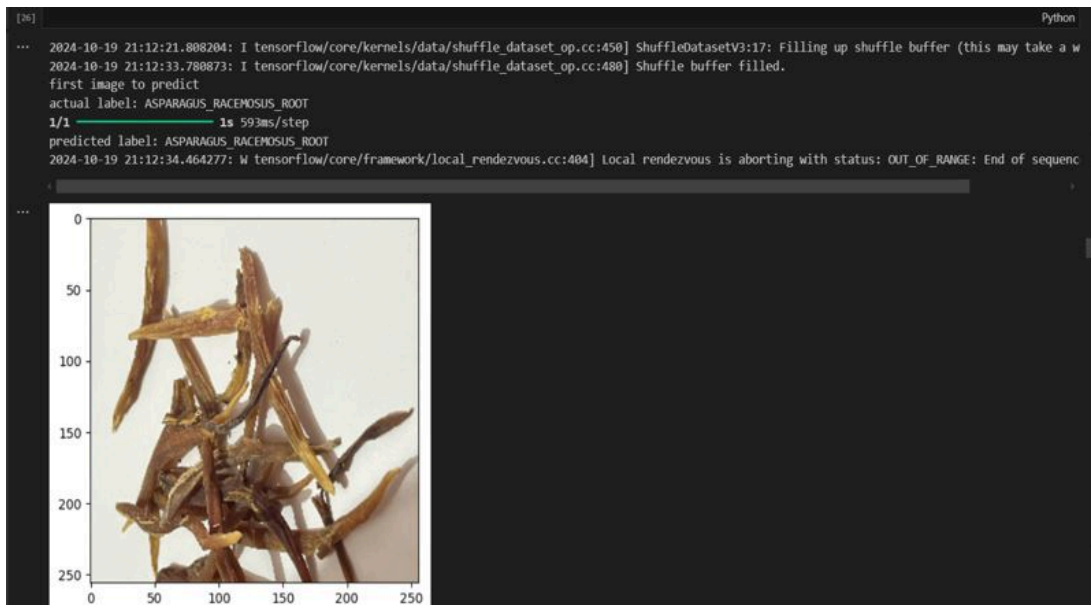 [26]
Python
... 2024-10-19 21:12:21.808204: I tensorflow/core/kernels/data/shuffle_dataset_op.cc:450] ShuffleDatasetV3:17: Filling up shuffle buffer (this may take a w
2024-10-19 21:12:33.780873: I tensorflow/core/kernels/data/shuffle_dataset_op.cc:480] Shuffle buffer filled.
first image to predict
actual label: ASPARAGUS_RACEMOSUS_ROOT
1/1 1s 593ms/step
predicted label: ASPARAGUS_RACEMOSUS_ROOT
2024-10-19 21:12:34.464277: W tensorflow/core/framework/local_rendezvous.cc:404] Local rendezvous is aborting with status: OUT_OF_RANGE: End of sequenc
...
0
50
100
150
200
250
0 50 100 150 200 250